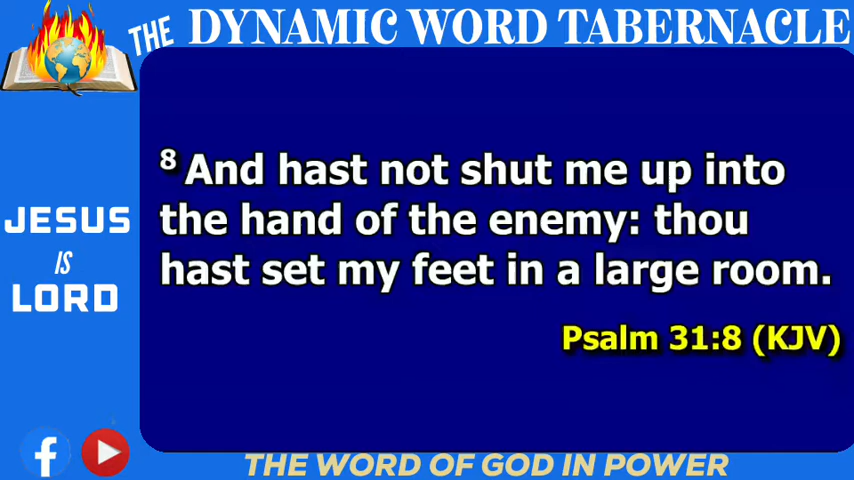 THE DYNAMIC WORD TABERNACLE
8 And hast not shut me up into
the hand of the enemy: thou
hast set my feet in a large room.
Psalm 31:8 (KJV)
JESUS
IS
LORD
f
THE WORD OF GOD IN POWER